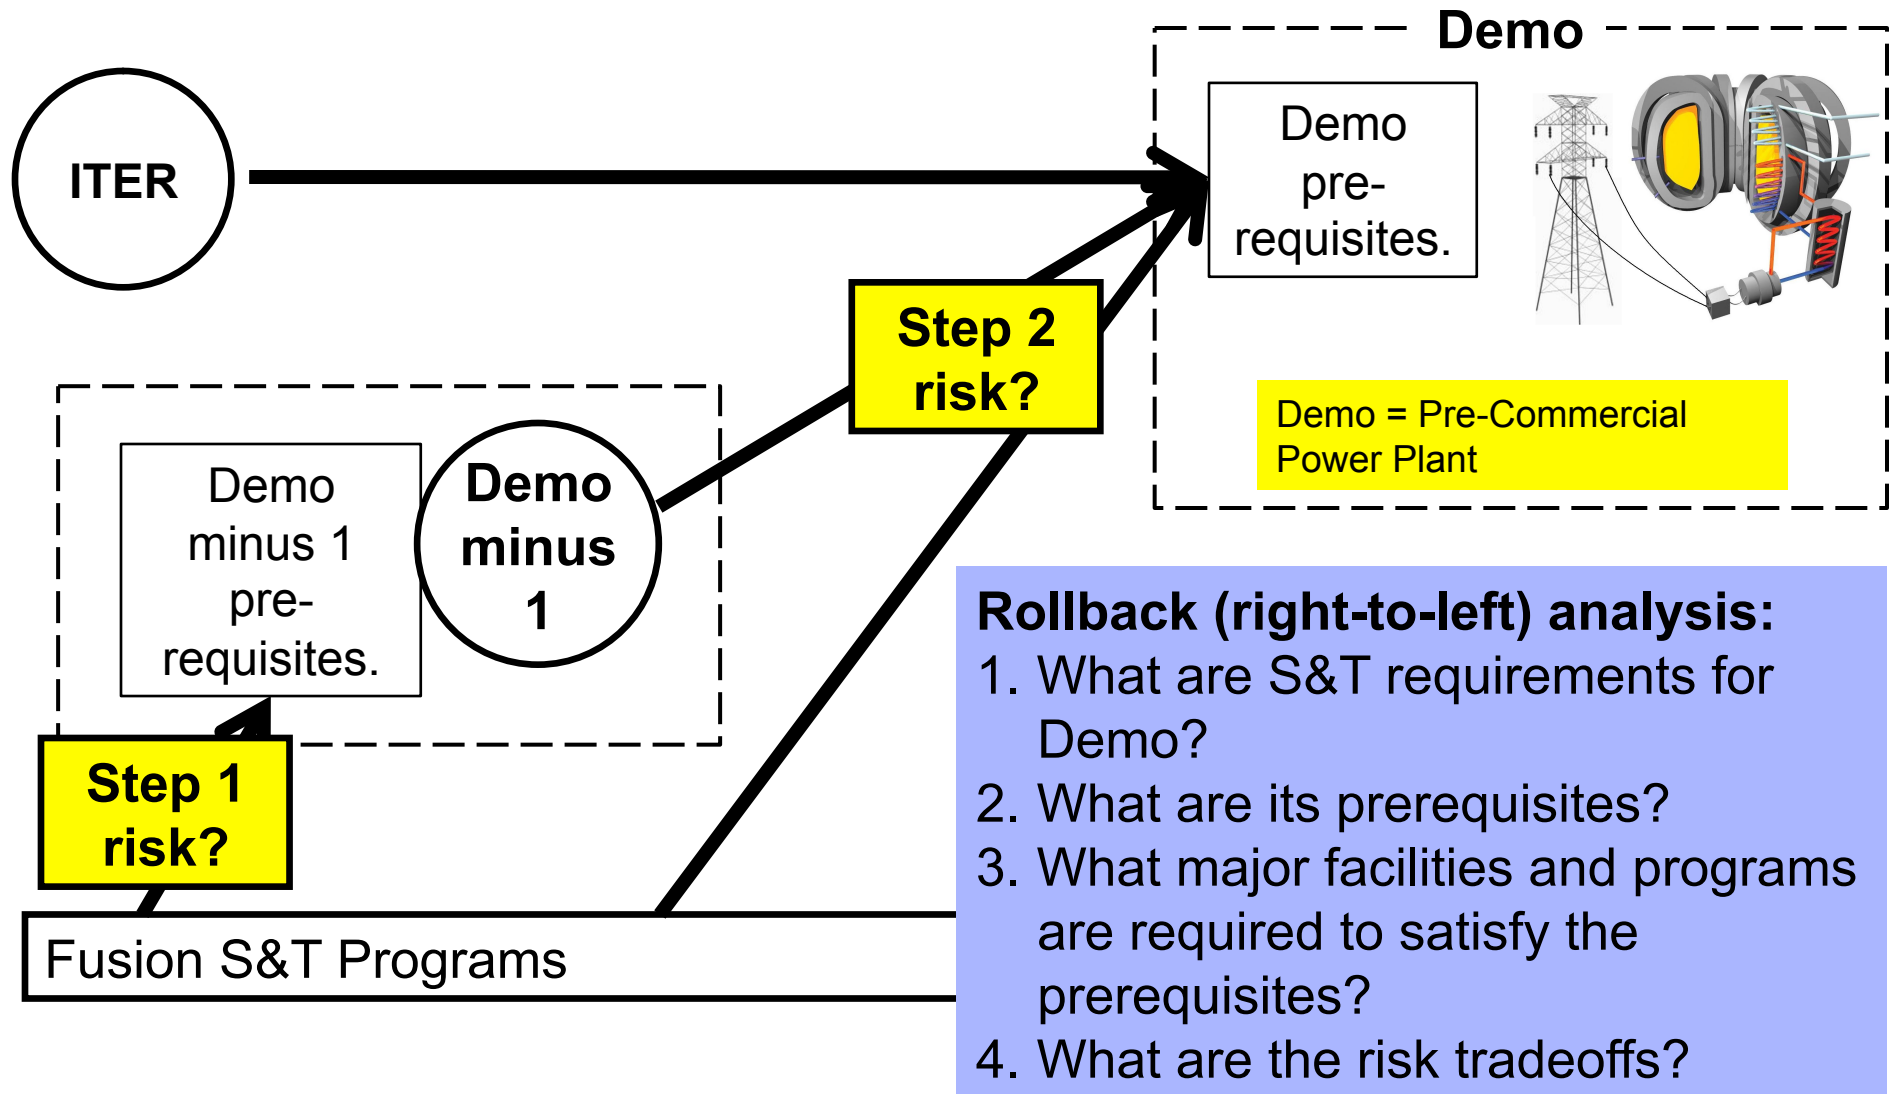 Demo
ITER
Demo
pre-
requisites.
Step 2
risk?
Demo = Pre-Commercial
Power Plant
Demo
minus 1
pre-
requisites.
Demo
minus
1
Step 1
risk?
Fusion S&T Programs
Rollback (right-to-left) analysis:
1. What are S&T requirements for
Demo?
2. What are its prerequisites?
3. What major facilities and programs
are required to satisfy the
prerequisites?
4. What are the risk tradeoffs?